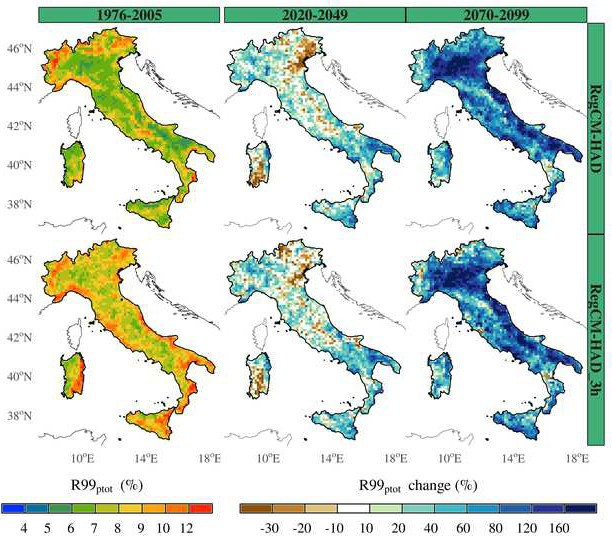 1976-2005 2020-2049 2070-2099
46°N
44°N
42°N
40°N
38°N
RegCM-HAD
46°N
44°N
42°N
40°N
38°N
RegCM-HAD_3h
10°E 14°E 18°E 10°E 14°E 18°E 10°E 14°E 18°E
R99ptot (%) R99ptot change (%)
4 5 6 7 8 9 10 12 -30 -20 -10 10 20 40 60 80 120 160